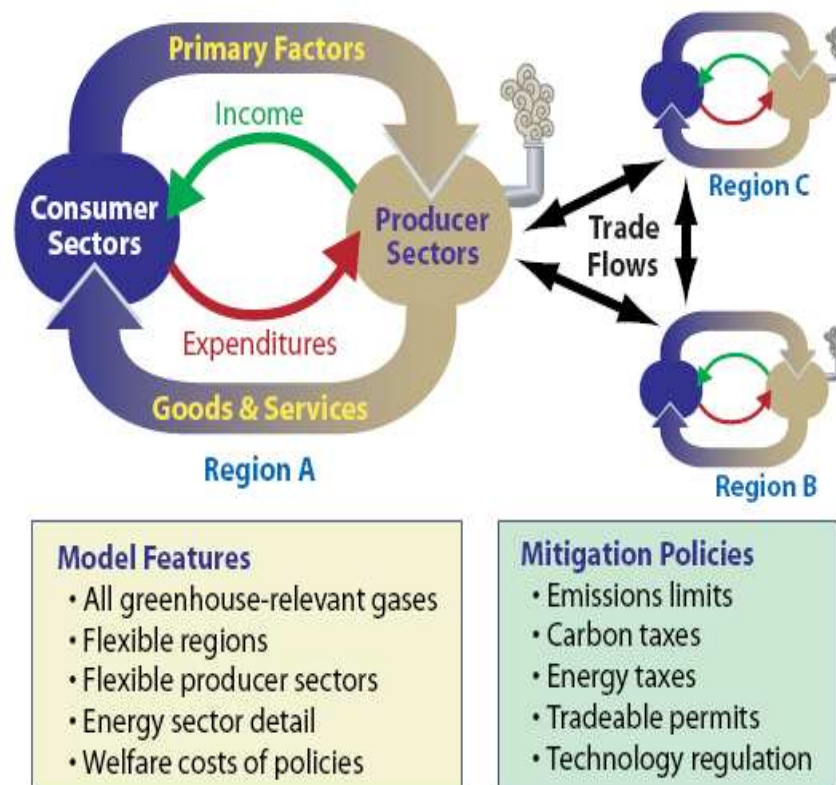 Primary Factors
Income
Consumer
Sectors
Producer
Sectors
Expenditures
Goods & Services
Region A
Trade
Flows
Region C
Region B
Model Features
• All greenhouse-relevant gases
• Flexible regions
• Flexible producer sectors
• Energy sector detail
• Welfare costs of policies
Mitigation Policies
• Emissions limits
• Carbon taxes
• Energy taxes
• Tradeable permits
• Technology regulation